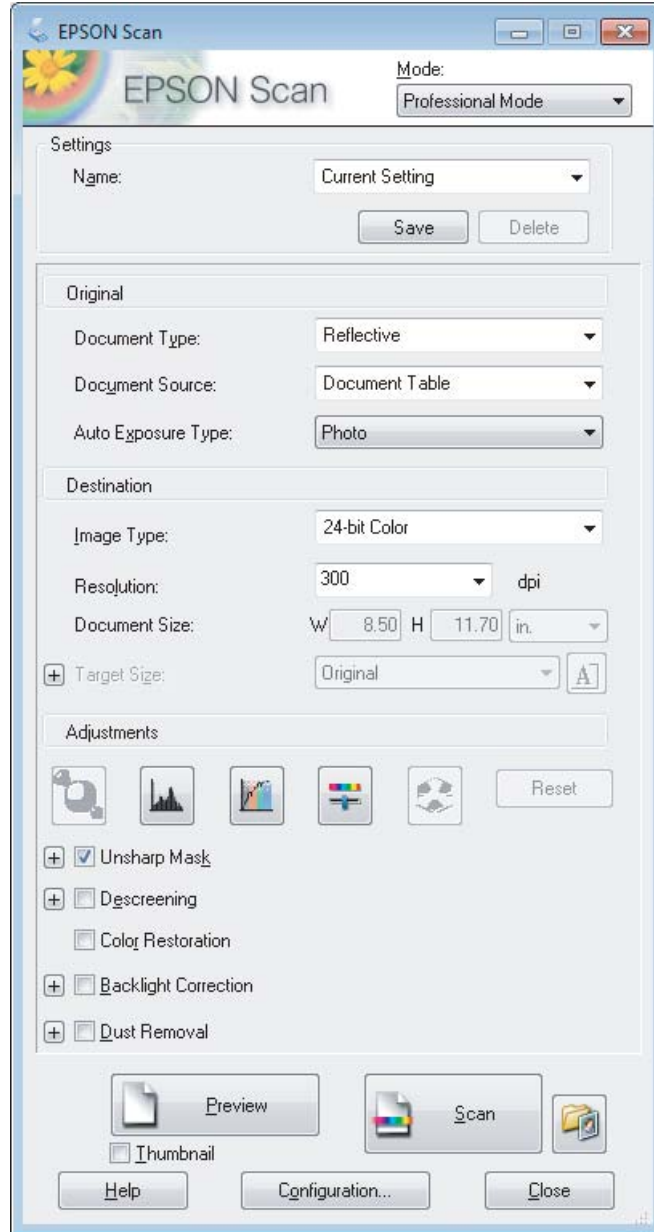 EPSON Scan
EPSON Scan
Mode:
Professional Mode
Settings
Name:
Current Setting
Save
Delete
Original
Document Type:
Reflective
Document Source:
Document Table
Auto Exposure Type:
Photo
Destination
Image Type:
24-bit Color
Resolution:
300
dpi
Document Size:
W 8.50 H 11.70 in.
Target Size:
Original
A
Adjustments
Reset
Unsharp Mask
Descreening
Color Restoration
Backlight Correction
Dust Removal
Preview
Scan
Thumbnail
Help
Configuration...
Close